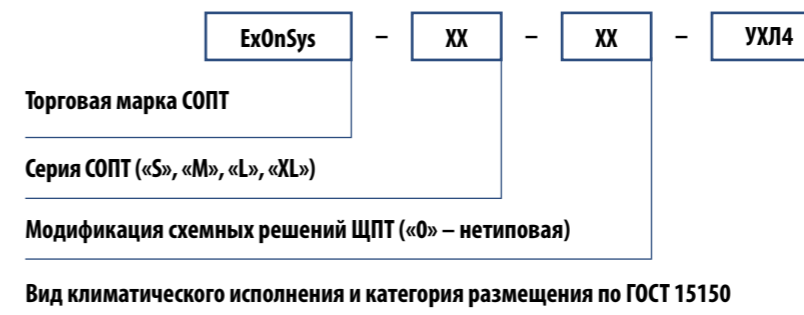 ExOnSys – XX – XX – УХЛ4
Торговая марка СОПТ
Серия СОПТ («S», «M», «L», «XL»)
Модификация схемных решений ЩПТ («0» – нетиповая)
Вид климатического исполнения и категория размещения по ГОСТ 15150